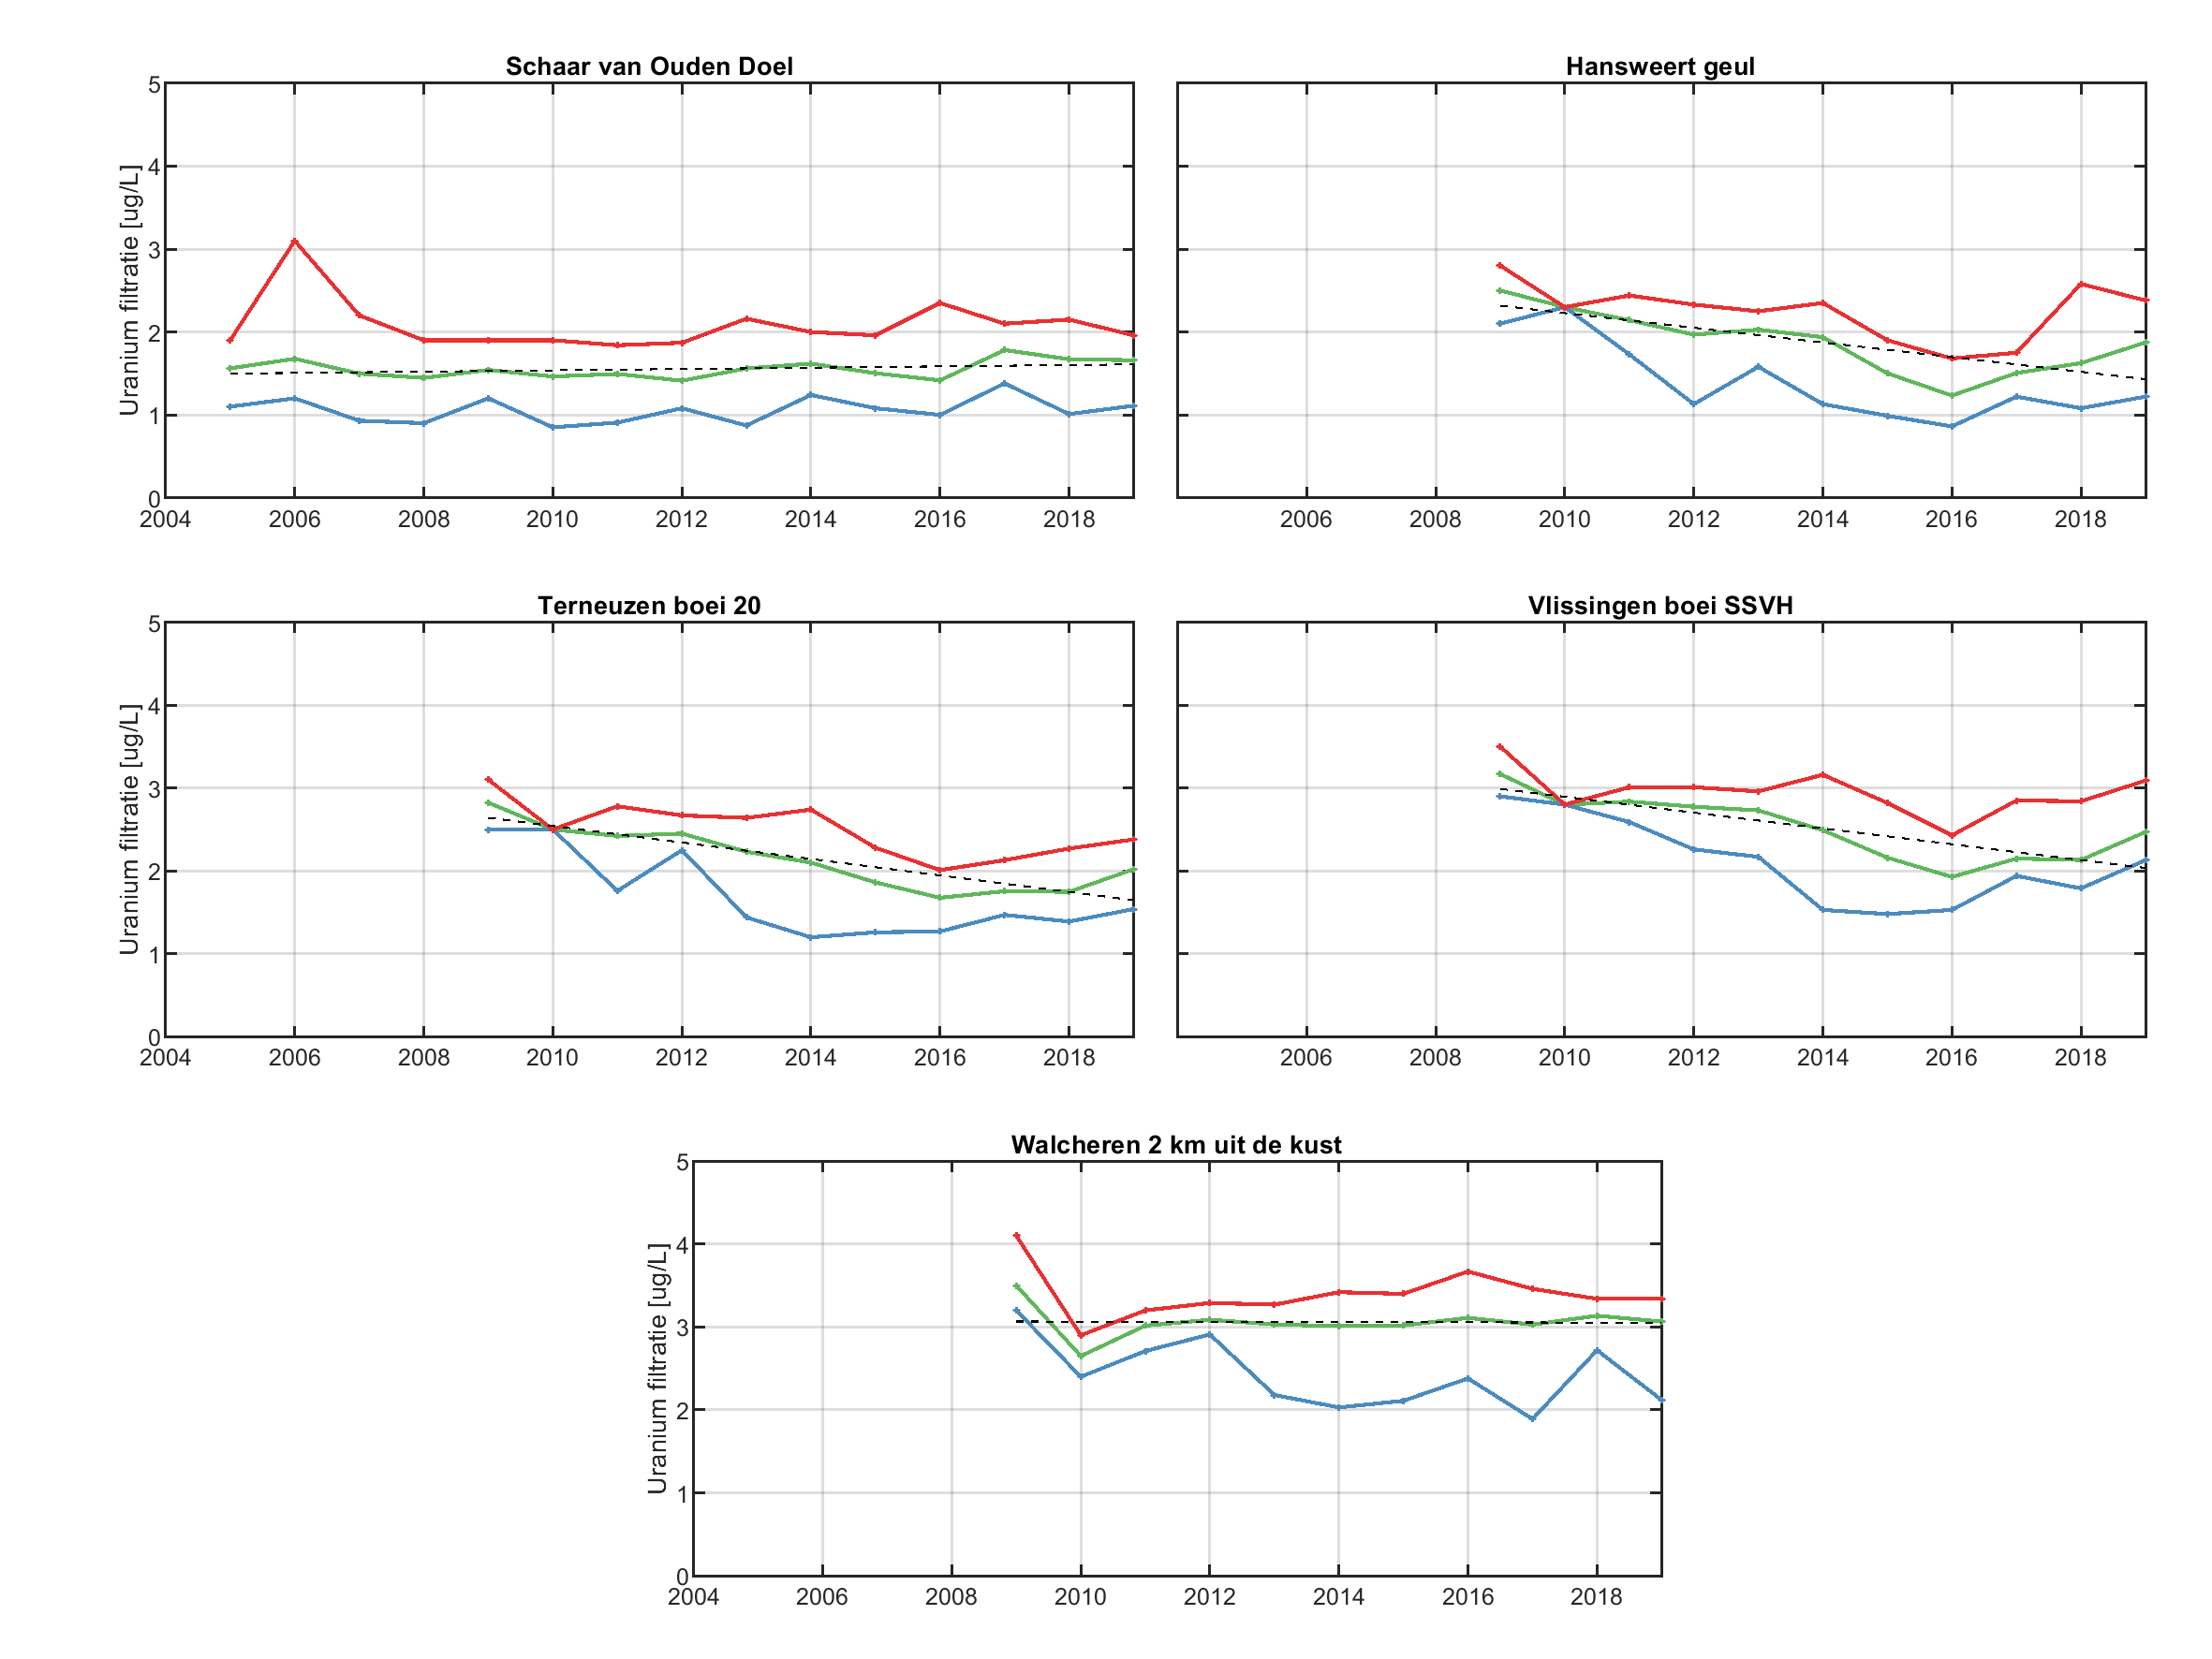 Schaar van Ouden Doel
Hansweert geul
Uranium filtratie [ug/L]
5
4
3
2
1
0
2004 2006 2008 2010 2012 2014 2016 2018
2006 2008 2010 2012 2014 2016 2018
Terneuzen boei 20
Vlissingen boei SSVH
Uranium filtratie [ug/L]
5
4
3
2
1
0
2004 2006 2008 2010 2012 2014 2016 2018
2006 2008 2010 2012 2014 2016 2018
Walcheren 2 km uit de kust
Uranium filtratie [ug/L]
5
4
3
2
1
0
2004 2006 2008 2010 2012 2014 2016 2018